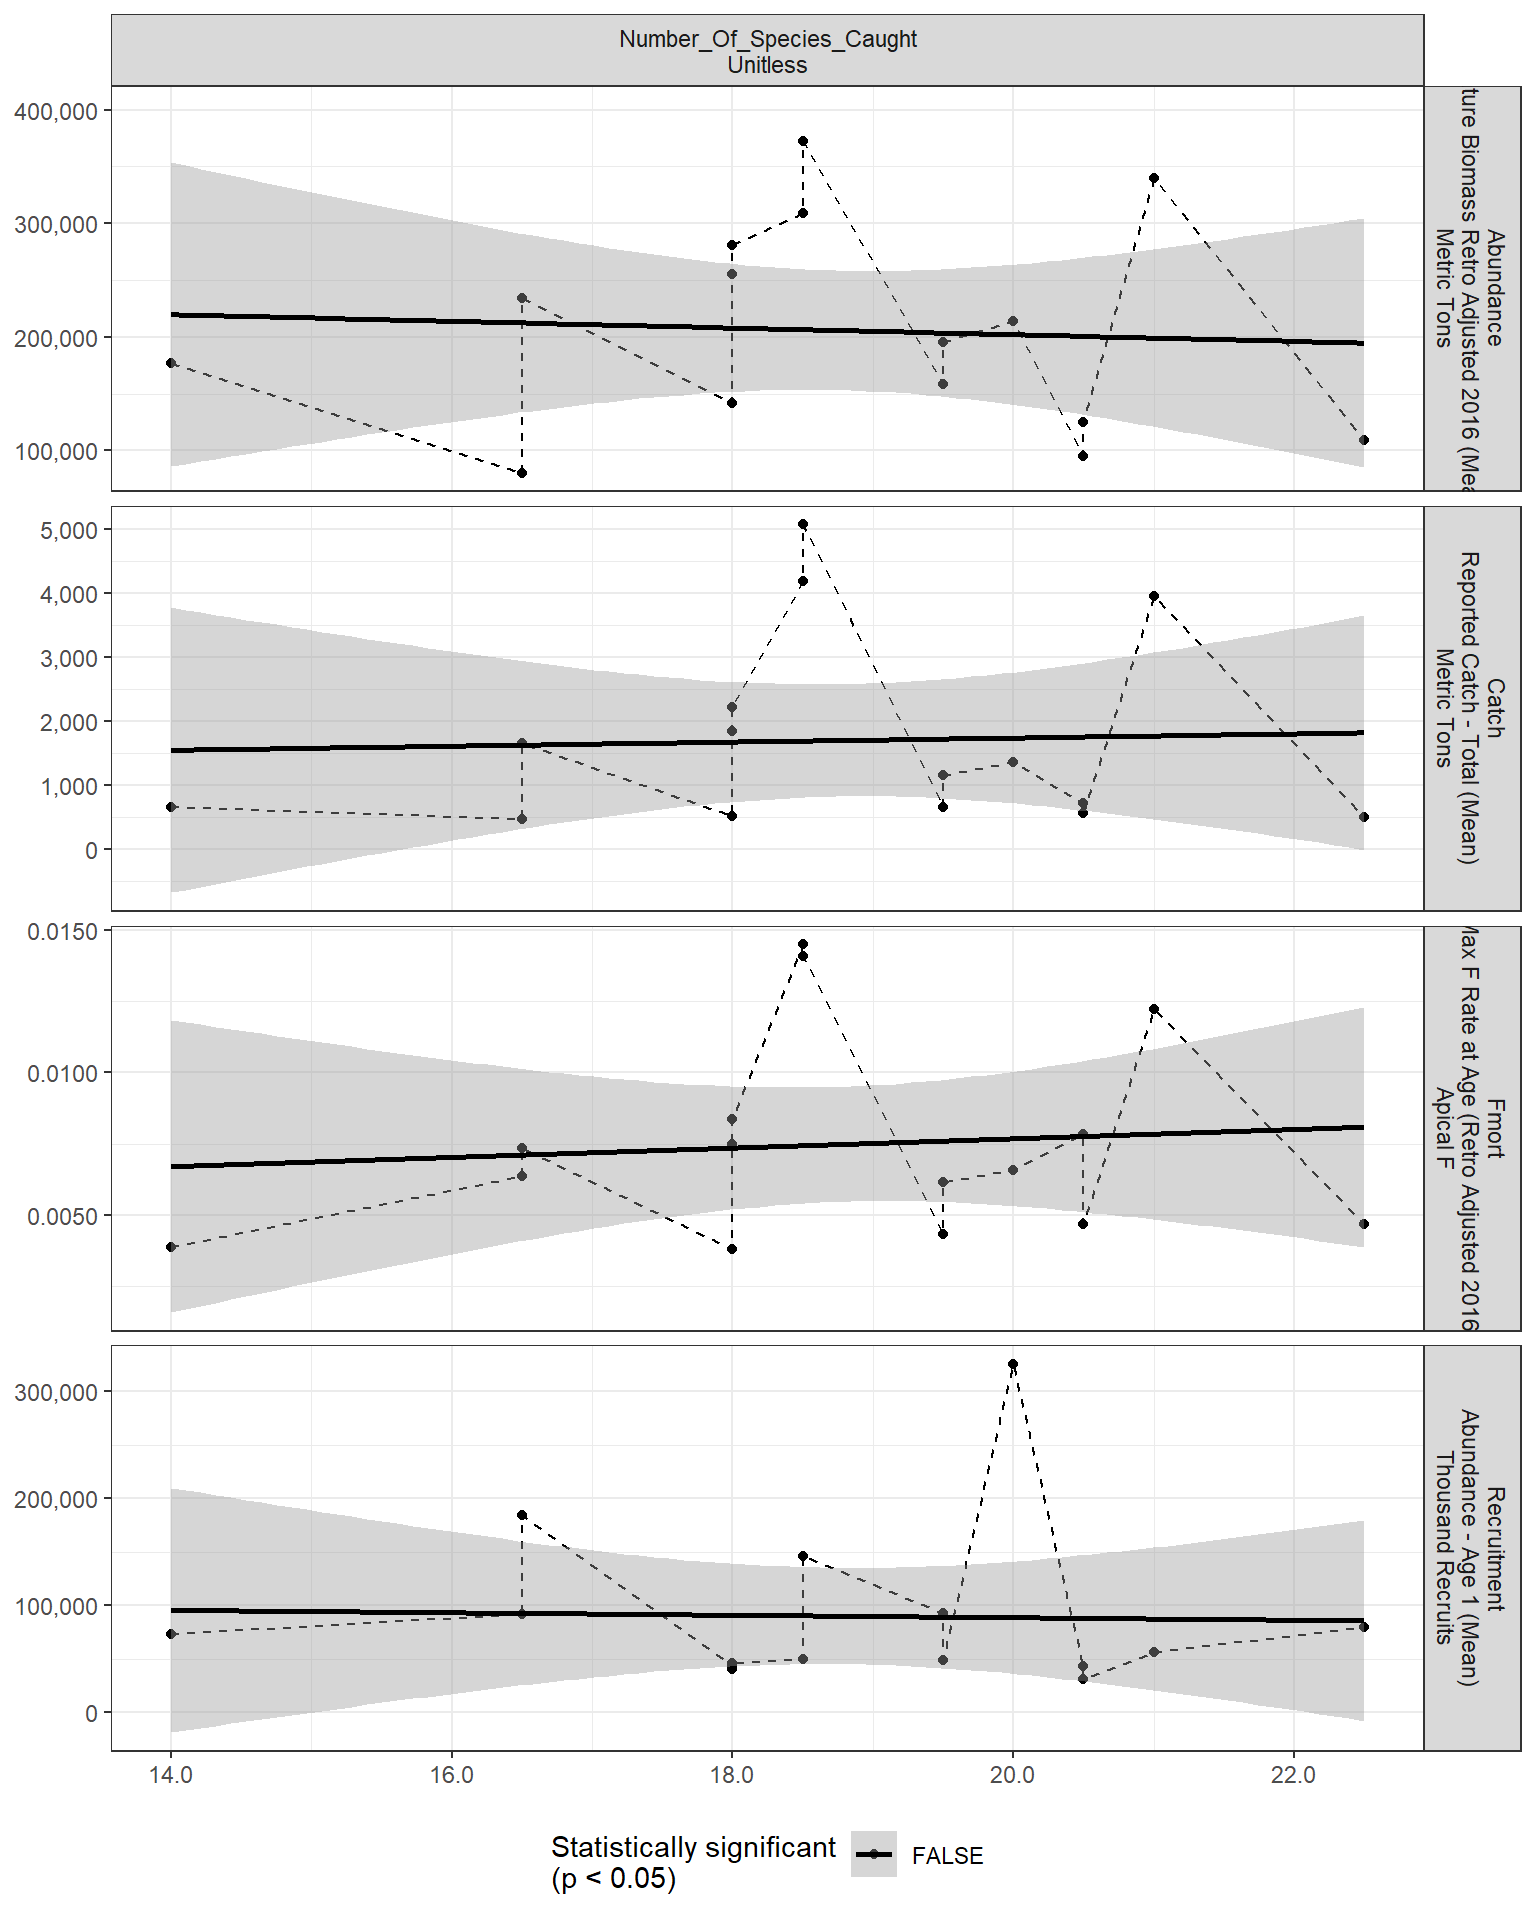 Number_Of_Species_Caught
Unitless
400,000
300,000
200,000
100,000
Abundance
ture Biomass Retro Adjusted 2016 (Mea
Metric Tons
5,000
4,000
3,000
2,000
1,000
0
Catch
Reported Catch - Total (Mean)
Metric Tons
0.0150
0.0100
0.0050
Fmort
Max F Rate at Age (Retro Adjusted 2016
Apical F
300,000
200,000
100,000
0
Recruitment
Abundance - Age 1 (Mean)
Thousand Recruits
14.0 16.0 18.0 20.0 22.0
Statistically significant
(p < 0.05)
FALSE